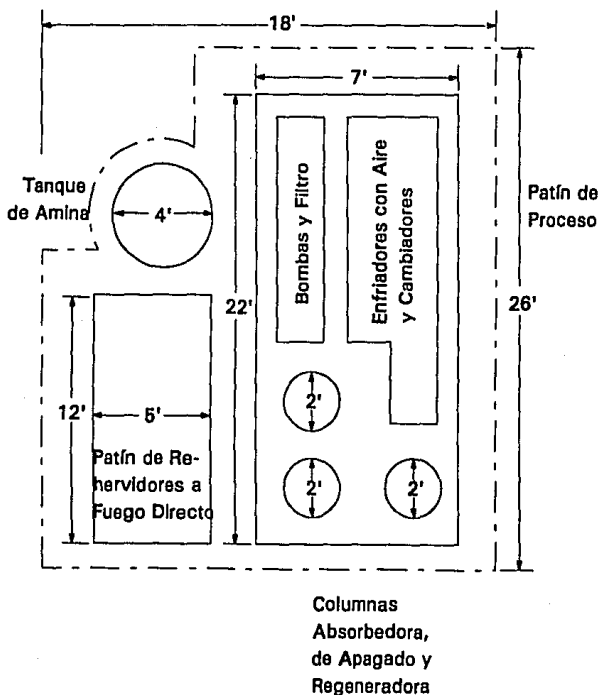 18'
7'
Tanque
de Amina
4'
Bombas y Filtro
Enfriadores con Aire
y Cambiadores
Patín de
Proceso
22'
26'
12'
5'
2'
Patín de Re-
hervidores a
Fuego Directo
2'
2'
Columnas
Absorbedora,
de Apagado y
Regeneradora